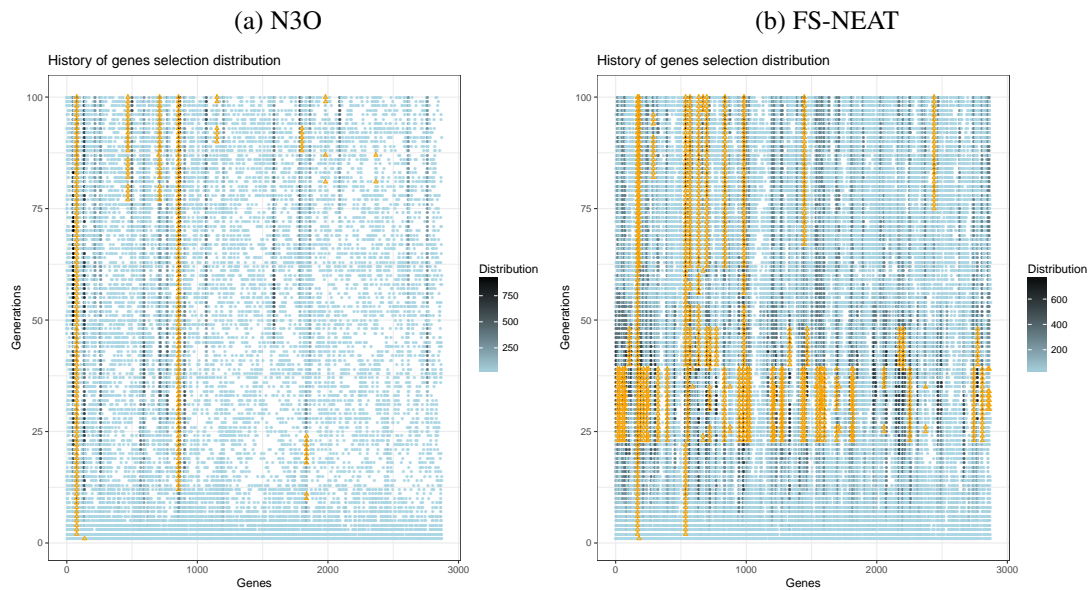 (a) N3O
History of genes selection distribution
100
75
50
25
0
Generations
0
1000
2000
3000
Genes
Distribution
750
500
250
(b) FS-NEAT
History of genes selection distribution
100
75
50
25
0
Generations
0
1000
2000
3000
Genes
Distribution
600
400
200